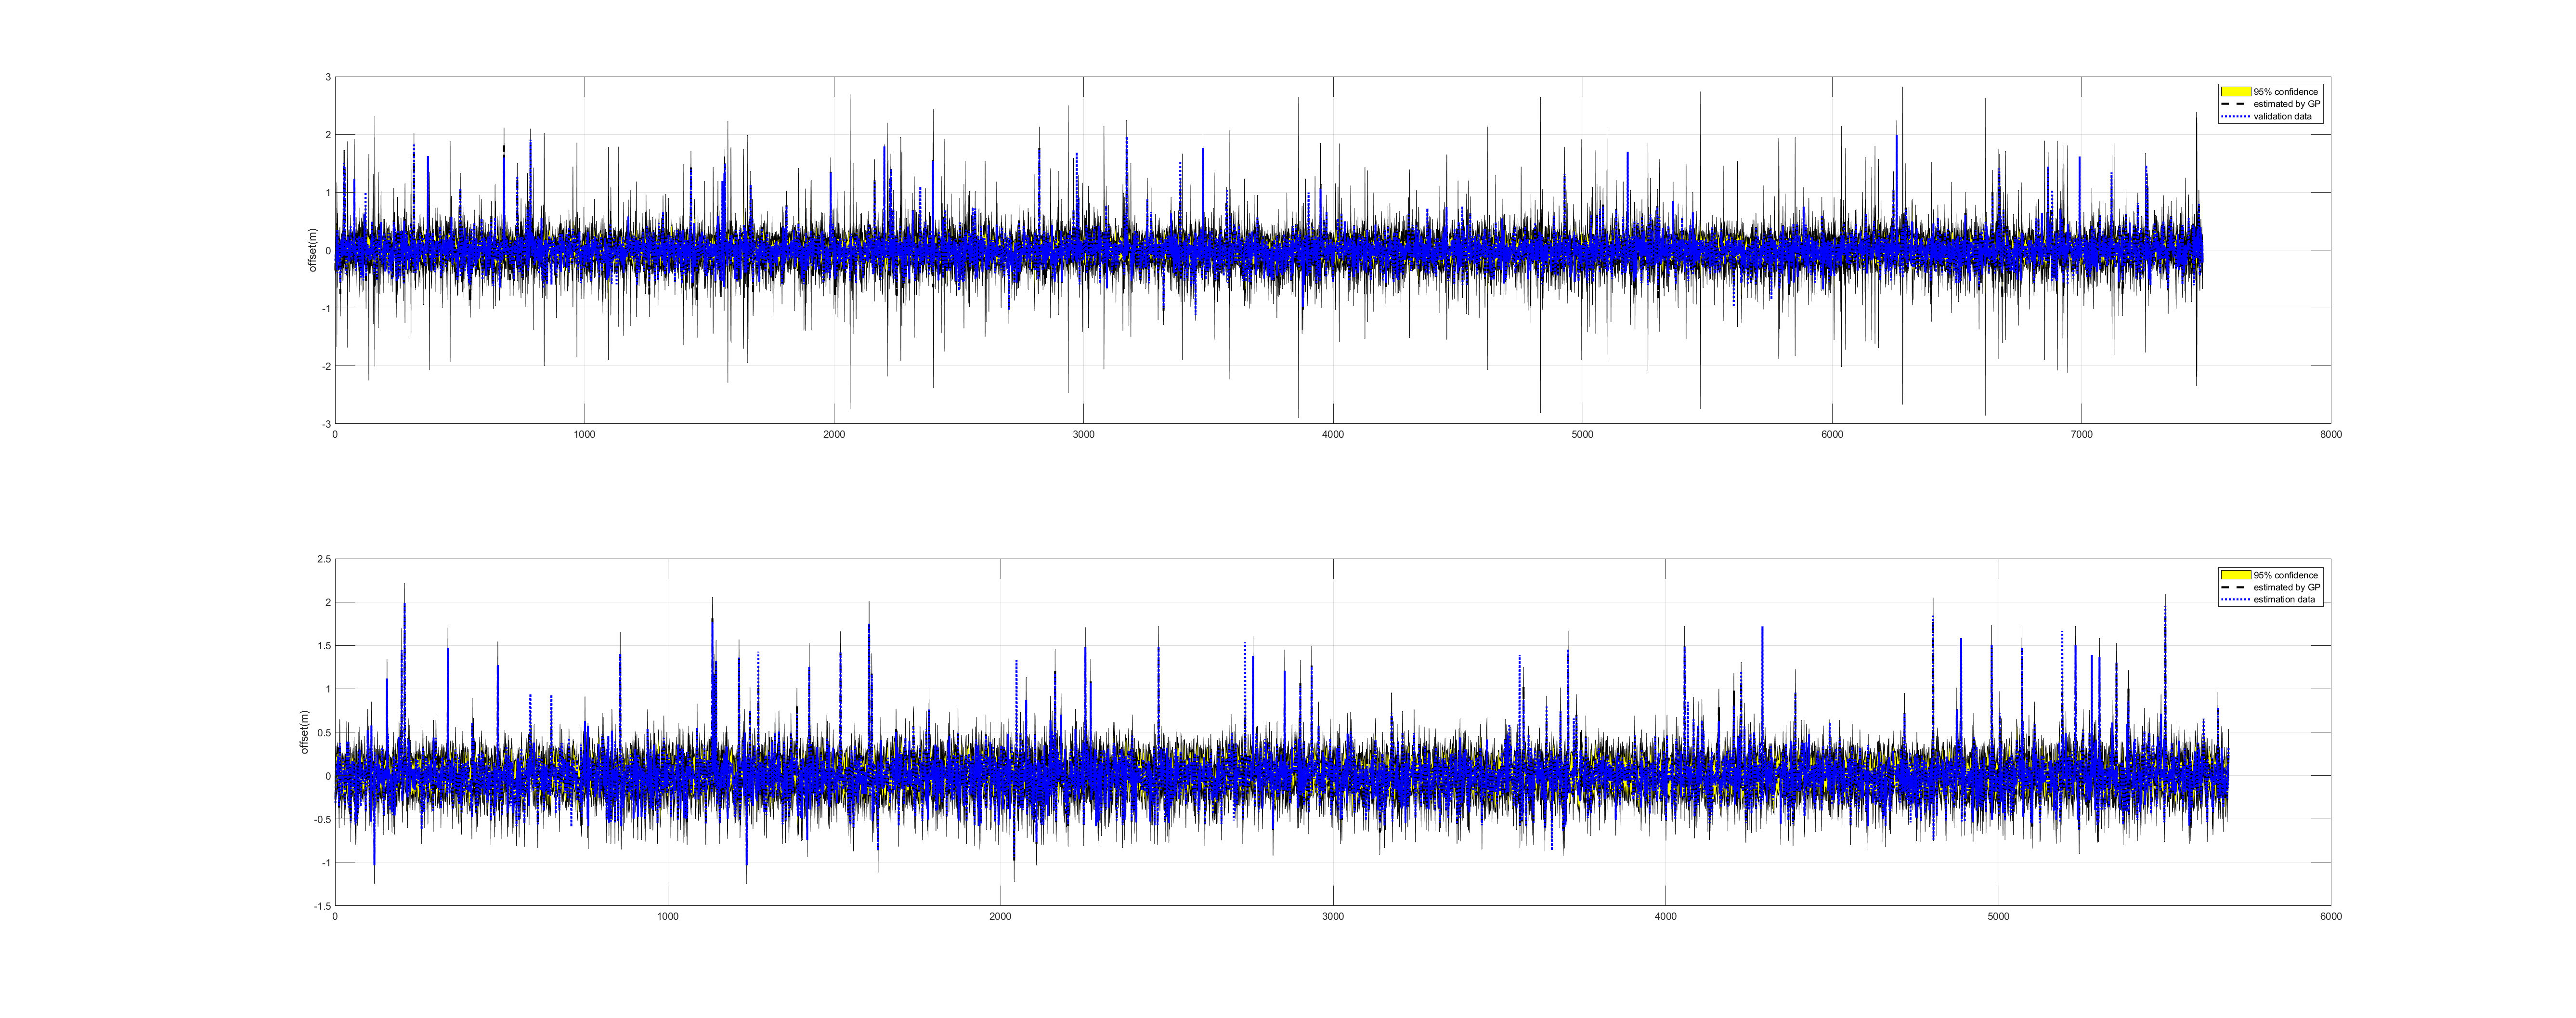 3
2
1
0
-1
-2
-3
offset(m)
0 1000 2000 3000 4000 5000 6000 7000 8000
95% confidence
estimated by GP
validation data
2.5
2
1.5
1
0.5
0
-0.5
-1
-1.5
offset(m)
0 1000 2000 3000 4000 5000 6000
95% confidence
estimated by GP
estimation data